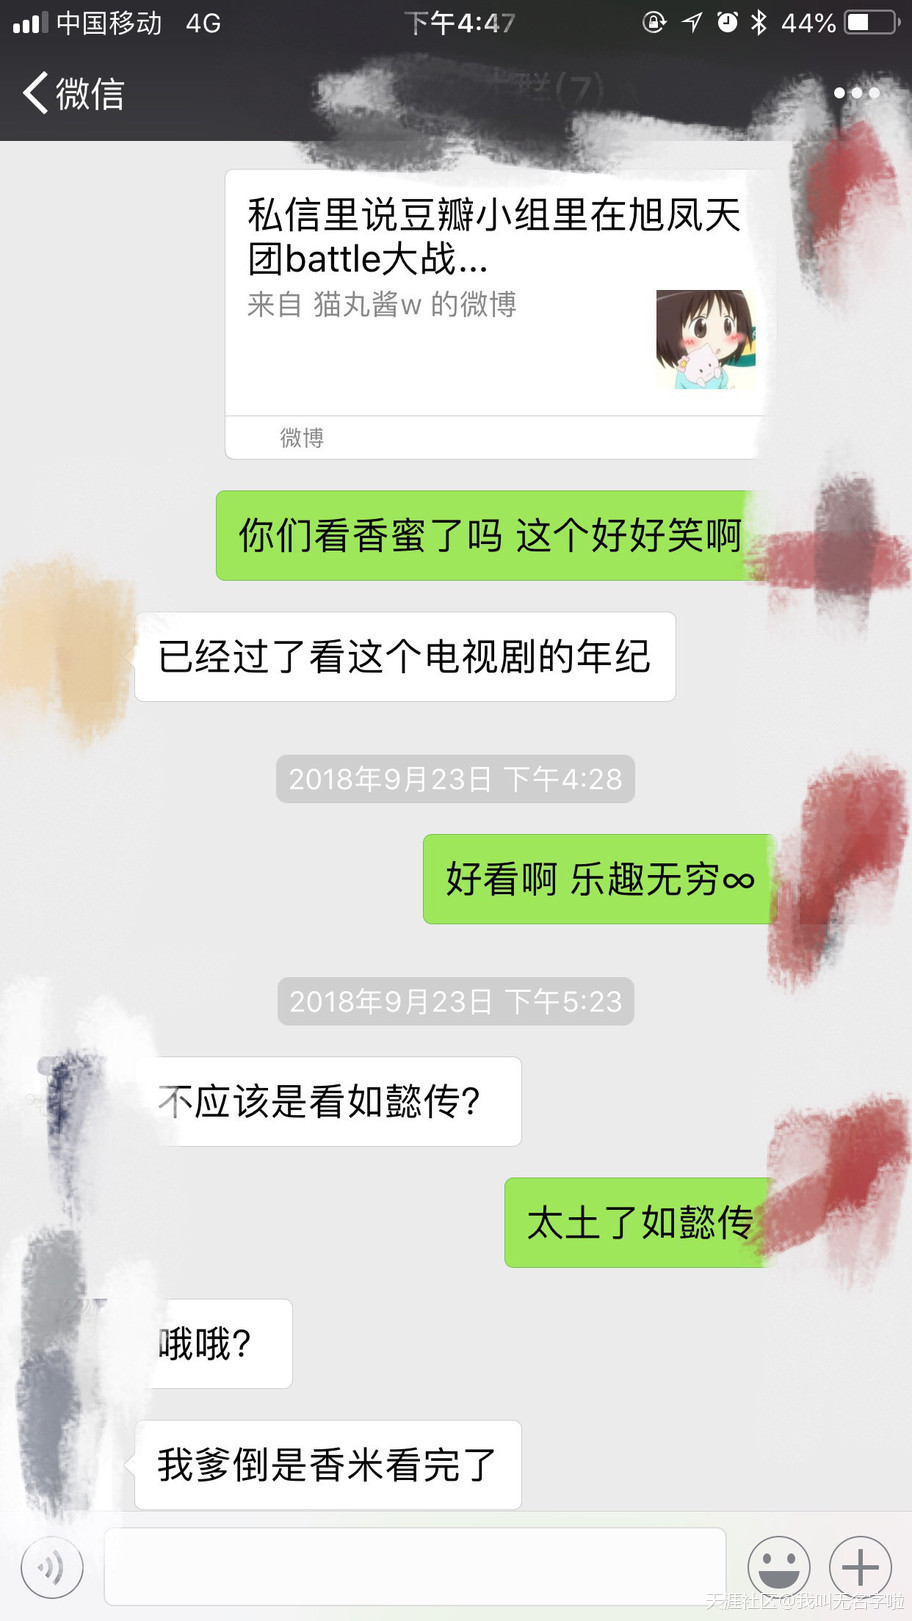 中国移动 4G 下午4:47 44%
微信 群(7)
私信里说豆瓣小组里在旭凤天
团battle大战...
来自 猫丸酱w 的微博
微博
你们看香蜜了吗 这个好好笑啊
已经过了看这个电视剧的年纪
2018年9月23日 下午4:28
好看啊 乐趣无穷∞
2018年9月23日 下午5:23
不应该是看如懿传?
太土了如懿传
哦哦?
我爹倒是香米看完了
天涯社区@我叫无名字啦